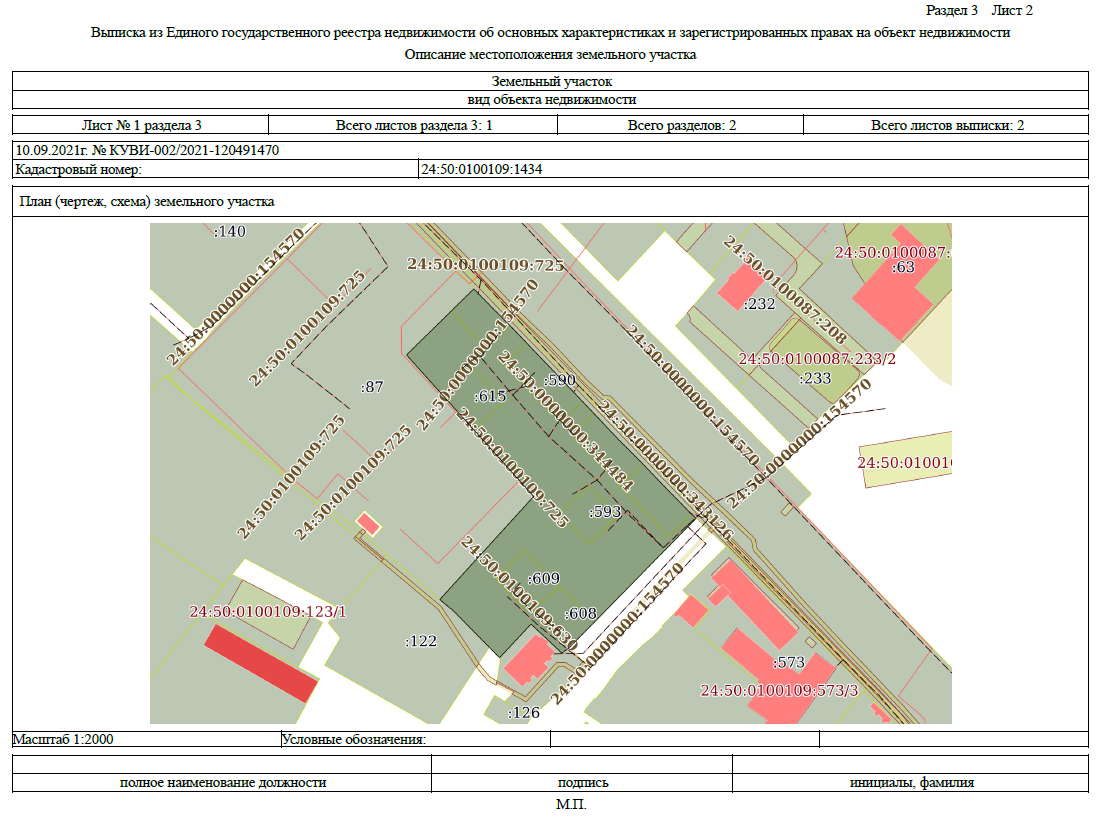 Раздел 3 Лист 2
Выписка из Единого государственного реестра недвижимости об основных характеристиках и зарегистрированных правах на объект недвижимости
Описание местоположения земельного участка
Земельный участок
вид объекта недвижимости
Лист № 1 раздела 3 Всего листов раздела 3: 1 Всего разделов: 2 Всего листов выписки: 2
10.09.2021г. № КУВИ-002/2021-120491470
Кадастровый номер: 24:50:0100109:1434
План (чертеж, схема) земельного участка
:140
24:50:0000000:154570
24:50:0100109:725
24:50:0100109:725
24:50:0100087:208
24:50:0100087:
:63
:232
24:50:0000000:154570
24:50:0000000:154570
24:50:0100087:233/2
:233
:87
:590
:615
24:50:0000000:344484
24:50:0000000:343126
24:50:0000000:154570
24:50:0100109:725
24:50:0100109:725
24:50:0100109:725
24:50:010010
:593
24:50:0100109:630
:609
:608
24:50:0000000:154570
24:50:0100109:123/1
:122
:573
24:50:0100109:573/3
:126
Масштаб 1:2000 Условные обозначения:
полное наименование должности подпись инициалы, фамилия
М.П.